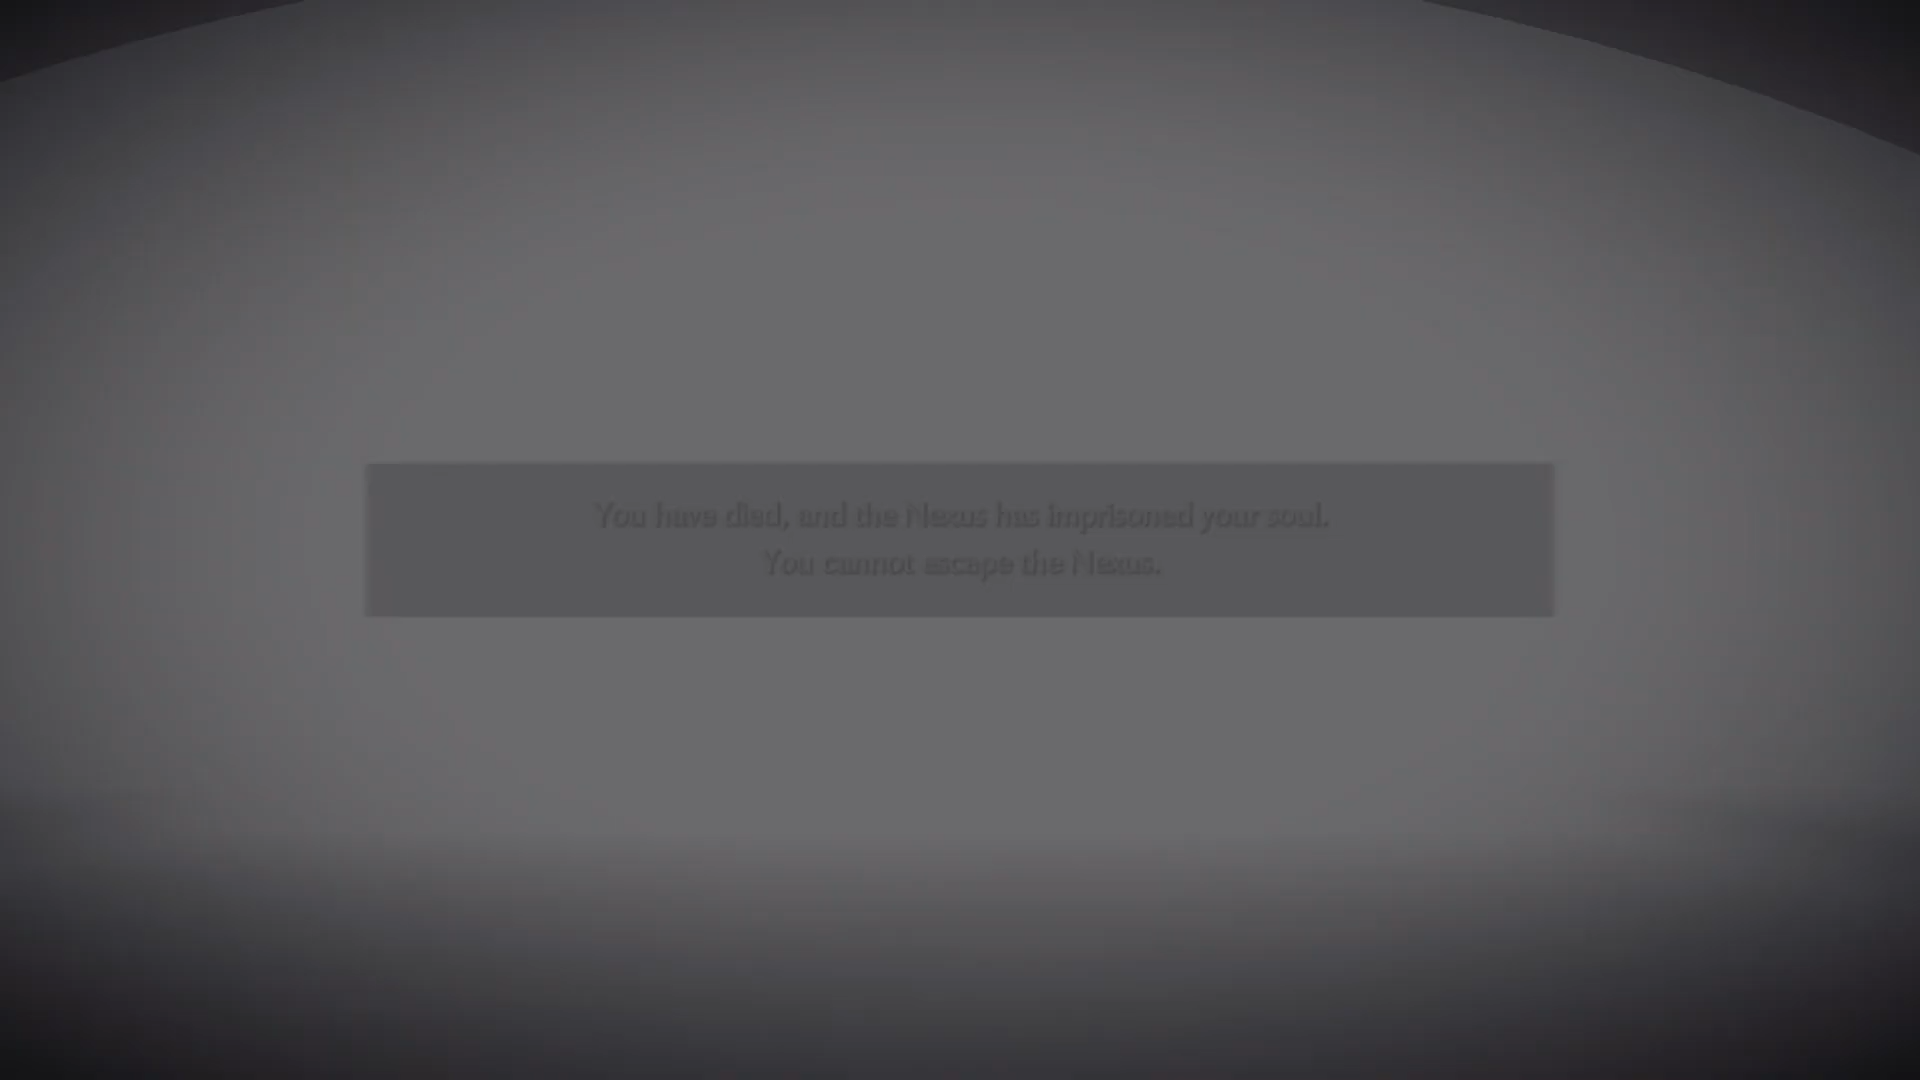 You have died, and the Nexus has imprisoned your soul.
You cannot escape the Nexus.